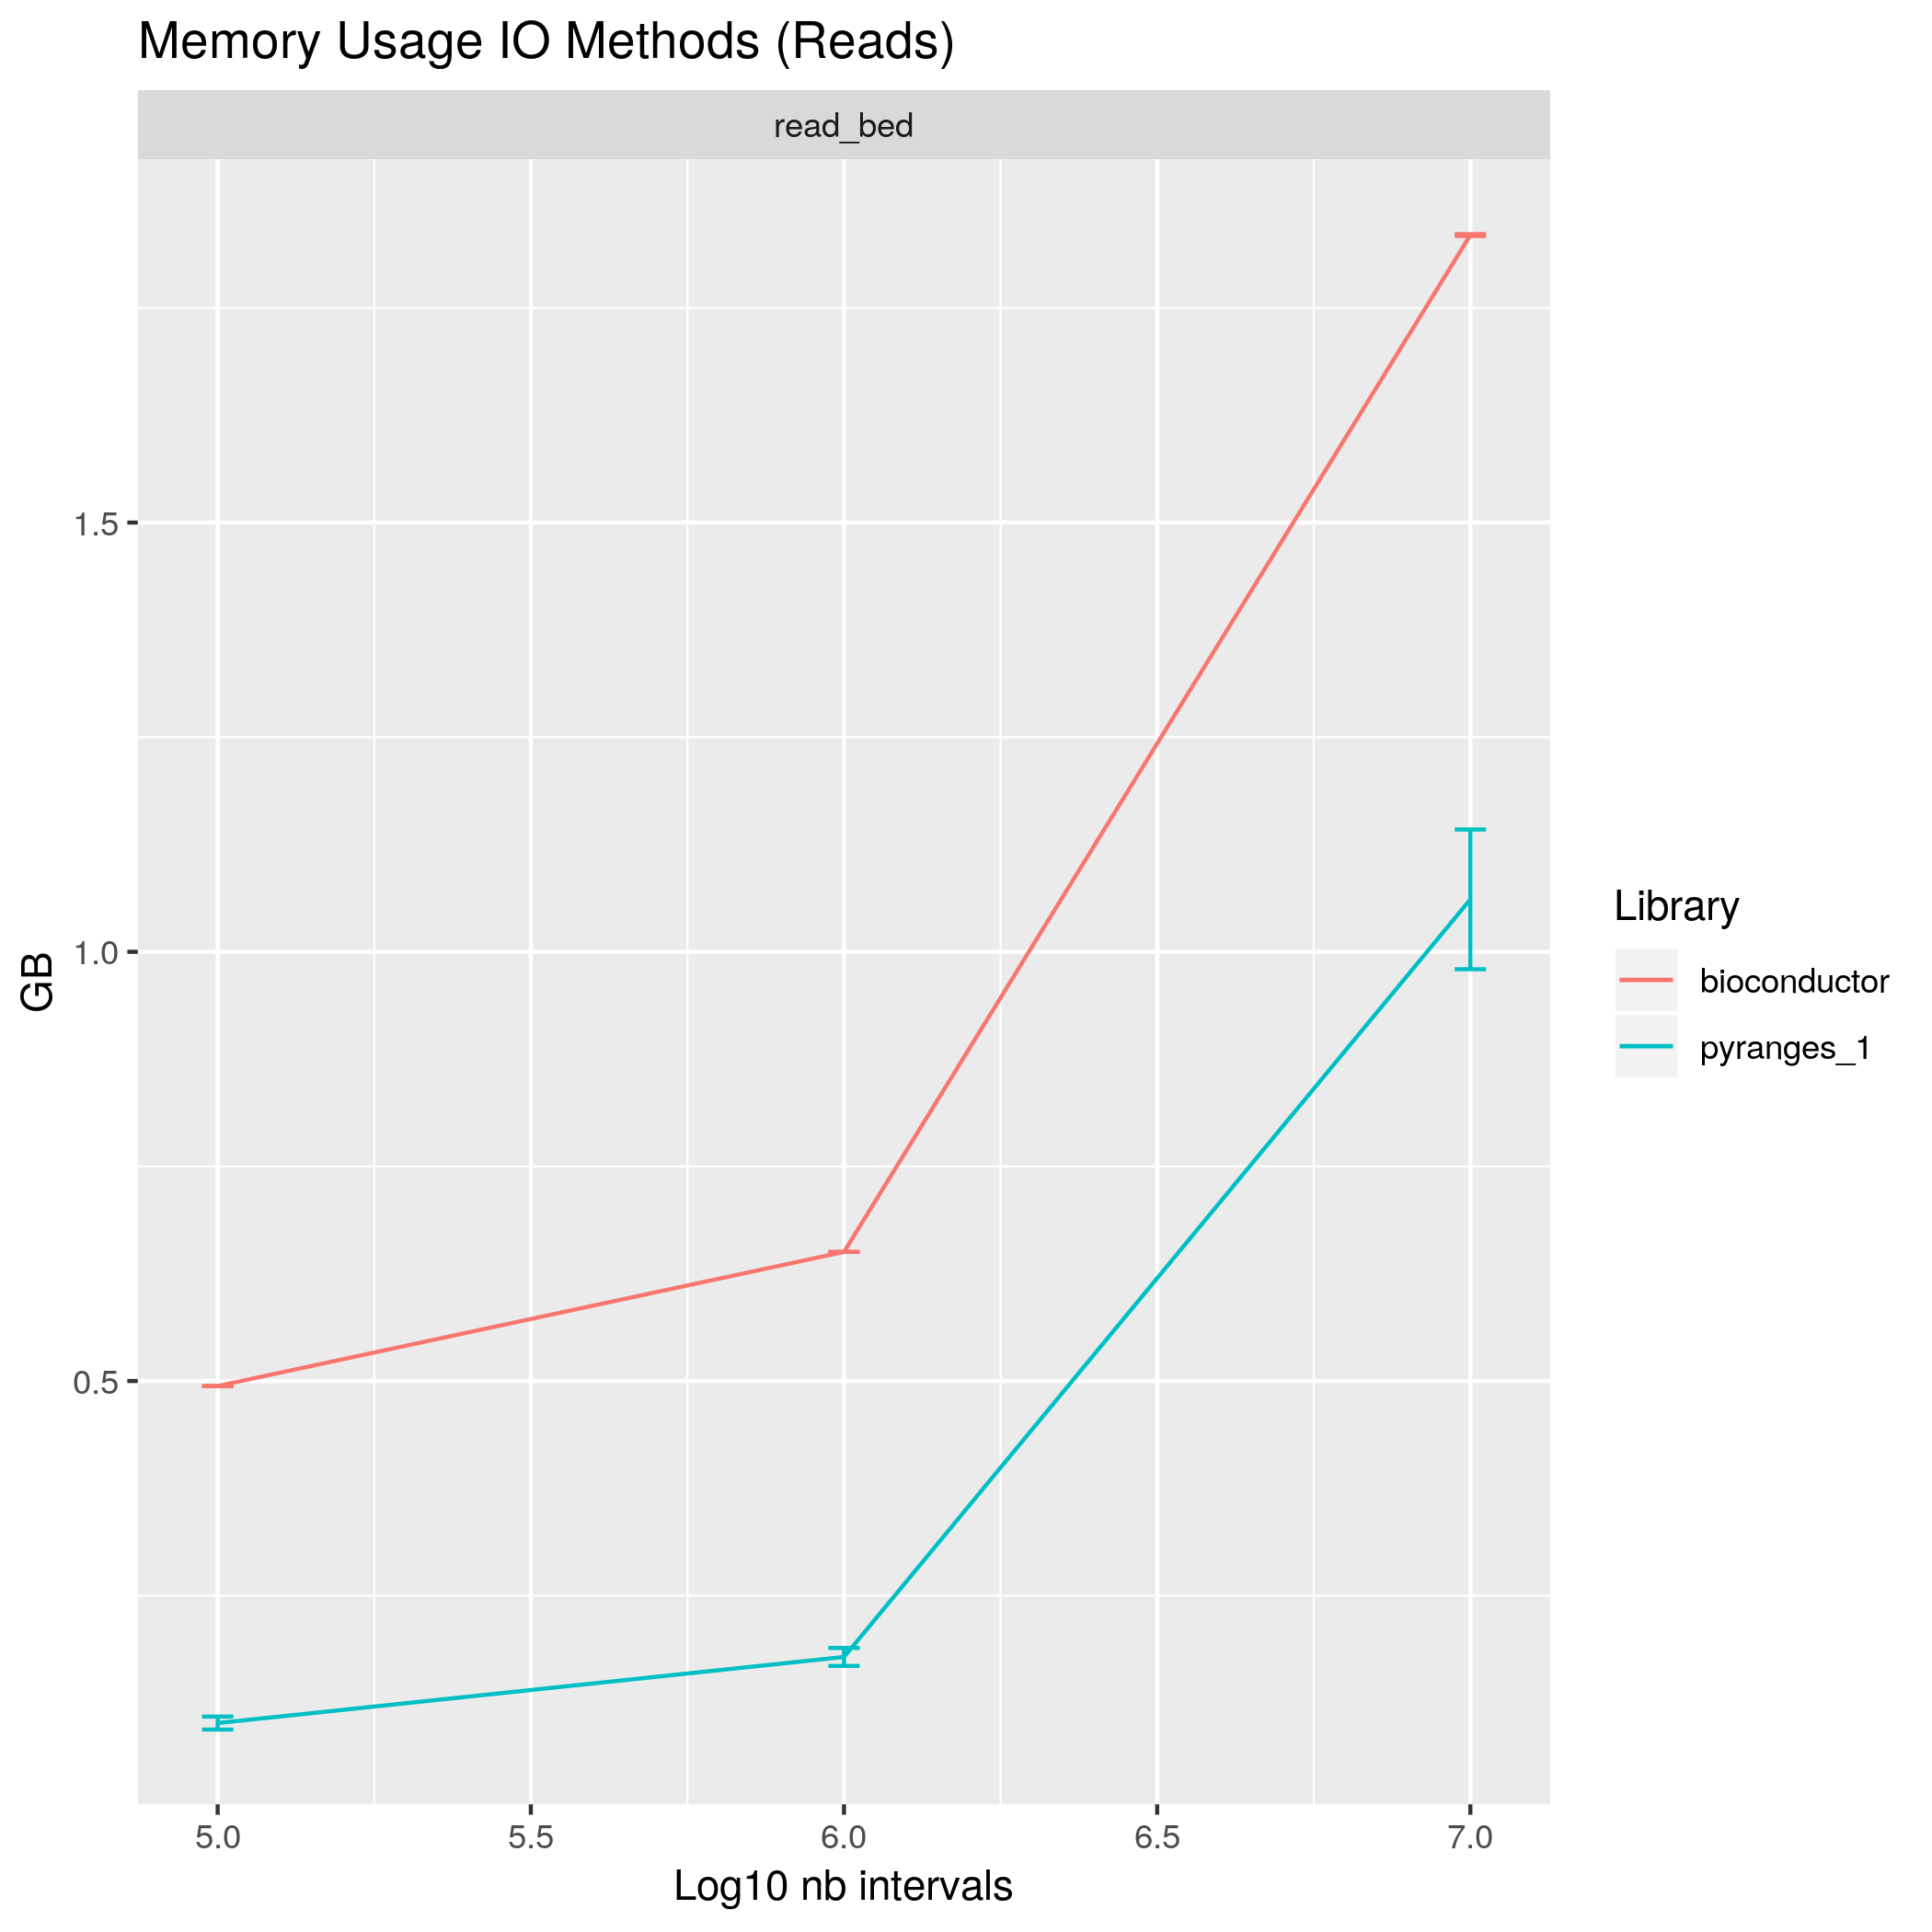 Memory Usage IO Methods (Reads)
read_bed
1.5
1.0
0.5
GB
5.0 5.5 6.0 6.5 7.0
Log10 nb intervals
Library
bioconductor
pyranges_1